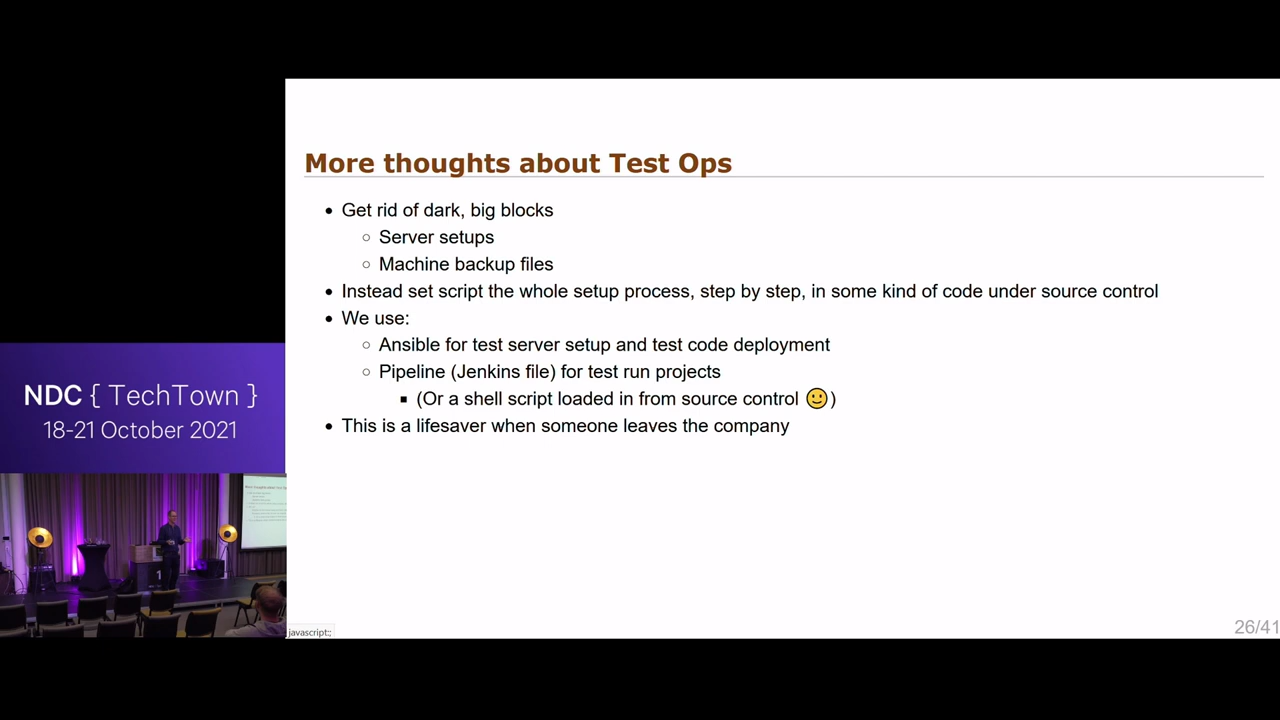 More thoughts about Test Ops
• Get rid of dark, big blocks
○ Server setups
○ Machine backup files
• Instead set script the whole setup process, step by step, in some kind of code under source control
• We use:
○ Ansible for test server setup and test code deployment
○ Pipeline (Jenkins file) for test run projects
▪ (Or a shell script loaded in from source control 🙂)
• This is a lifesaver when someone leaves the company
NDC { TechTown }
18-21 October 2021
javascript:;
26/41